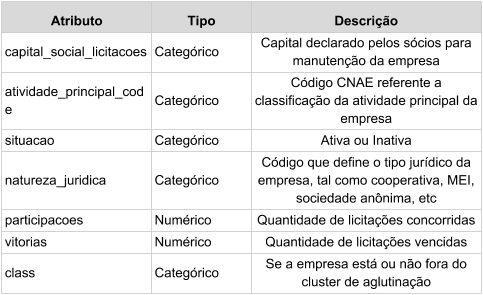 Atributo Tipo Descrição
capital_social_licitacoes Categórico Capital declarado pelos sócios para
manutenção da empresa
atividade_principal_cod
e Categórico Código CNAE referente a
classificação da atividade principal da
empresa
situacao Categórico Ativa ou Inativa
natureza_juridica Categórico Código que define o tipo jurídico da
empresa, tal como cooperativa, MEI,
sociedade anônima, etc
participacoes Numérico Quantidade de licitações concorridas
vitorias Numérico Quantidade de licitações vencidas
class Categórico Se a empresa está ou não fora do
cluster de aglutinação